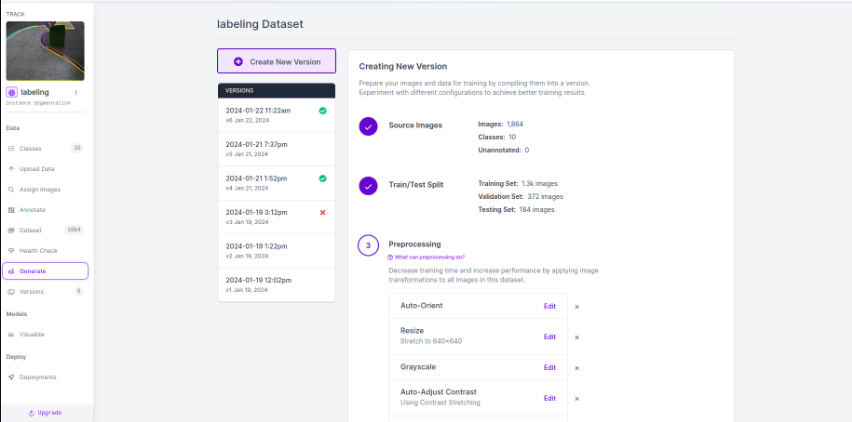 TRACK
labeling
Instance Segmentation
Data
Classes 10
Upload Data
Assign Images
Annotate
Dataset 1864
Health Check
Generate
Versions 6
Models
Visualize
Deploy
Deployments
Upgrade
labeling Dataset
Create New Version
VERSIONS
2024-01-22 11:22am
v6 Jan 22, 2024
2024-01-21 7:37pm
v5 Jan 21, 2024
2024-01-21 1:52pm
v4 Jan 21, 2024
2024-01-19 3:12pm
v3 Jan 19, 2024
2024-01-19 1:22pm
v2 Jan 19, 2024
2024-01-19 12:02pm
v1 Jan 19, 2024
Creating New Version
Prepare your images and data for training by compiling them into a version.
Experiment with different configurations to achieve better training results.
Source Images
Images: 1,864
Classes: 10
Unannotated: 0
Train/Test Split
Training Set: 1.3k images
Validation Set: 372 images
Testing Set: 184 images
3 Preprocessing
What can preprocessing do?
Decrease training time and increase performance by applying image
transformations to all images in this dataset.
Auto-Orient Edit ×
Resize Edit ×
Stretch to 640×640
Grayscale Edit ×
Auto-Adjust Contrast Edit ×
Using Contrast Stretching